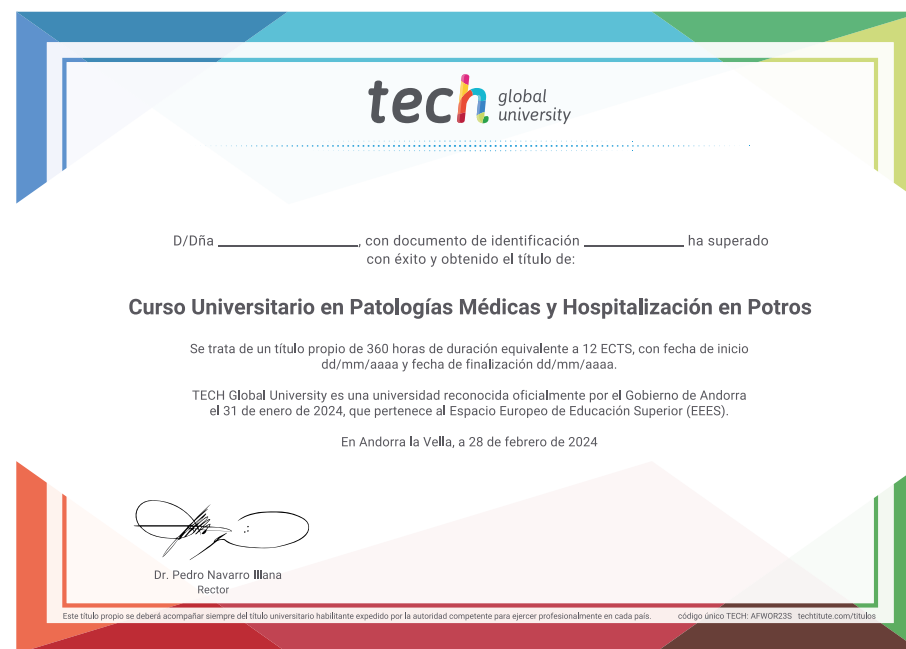 tech global university
D/Dña ________________, con documento de identificación ____________ ha superado
con éxito y obtenido el título de:
Curso Universitario en Patologías Médicas y Hospitalización en Potros
Se trata de un título propio de 360 horas de duración equivalente a 12 ECTS, con fecha de inicio
dd/mm/aaaa y fecha de finalización dd/mm/aaaa.
TECH Global University es una universidad reconocida oficialmente por el Gobierno de Andorra
el 31 de enero de 2024, que pertenece al Espacio Europeo de Educación Superior (EEES).
En Andorra la Vella, a 28 de febrero de 2024
Dr. Pedro Navarro Illana
Rector
Este título propio se deberá acompañar siempre del título universitario habilitante expedido por la autoridad competente para ejercer profesionalmente en cada país. código único TECH: AFWOR23S techtitute.com/titulos